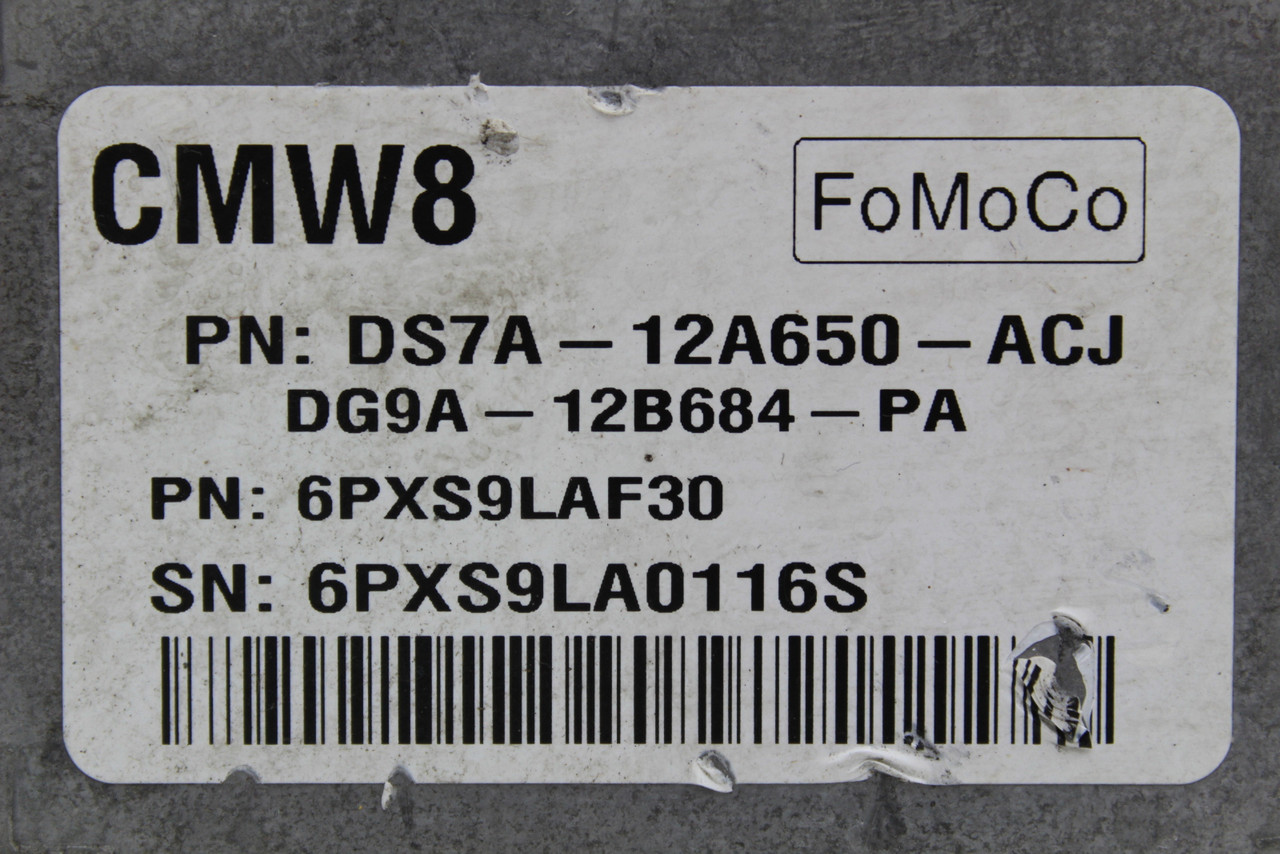 CMW8
FoMoCo
PN: DS7A-12A650-ACJ
DG9A-12B684-PA
PN: 6PXS9LAF30
SN: 6PXS9LA0116S